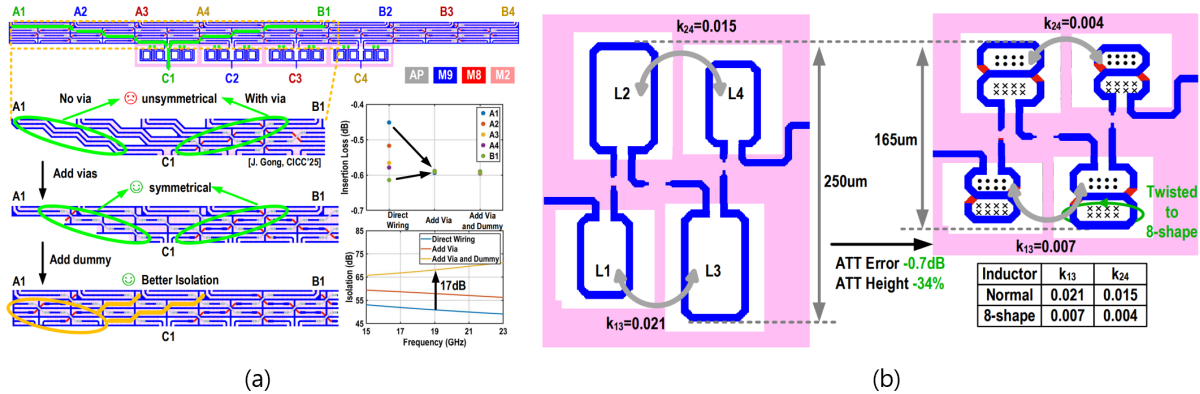 A1 A2 A3 A4 B1 B2 B3 B4
C1 C2 C3 C4
AP M9 M8 M2
No via unsymmetrical With via
A1 B1
C1 [J. Gong, CICC'25]
Add vias
symmetrical
A1 B1
C1
Add dummy
Better Isolation
A1 B1
C1
Insertion Loss (dB)
-0.4
-0.5
-0.6
-0.7
A1
A2
A3
A4
B1
Direct Wiring
Add Via
Add Via and Dummy
Isolation (dB)
85
75
65
55
45
Direct Wiring
Add Via
Add Via and Dummy
17dB
15 17 19 21 23
Frequency (GHz)
(a)
k24=0.015
L2 L4
L1 L3
k13=0.021
250um
ATT Error -0.7dB
ATT Height -34%
k24=0.004
165um
k13=0.007
Twisted
to
8-shape
Inductor k13 k24
Normal 0.021 0.015
8-shape 0.007 0.004
(b)